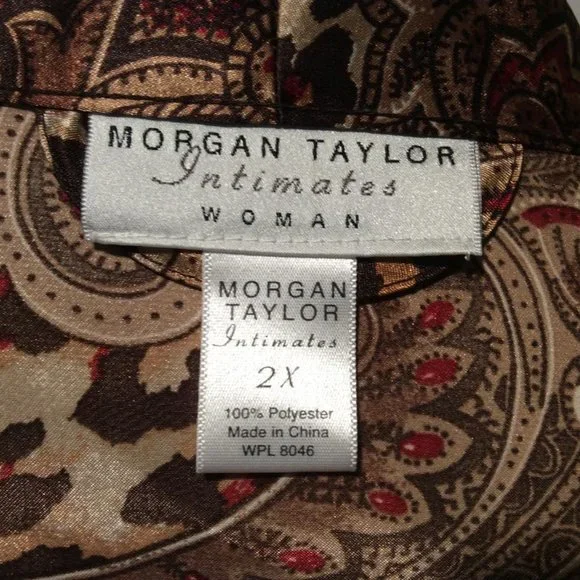 MORGAN TAYLOR
Intimates
WOMAN
MORGAN
TAYLOR
Intimates
2X
100% Polyester
Made in China
WPL 8046